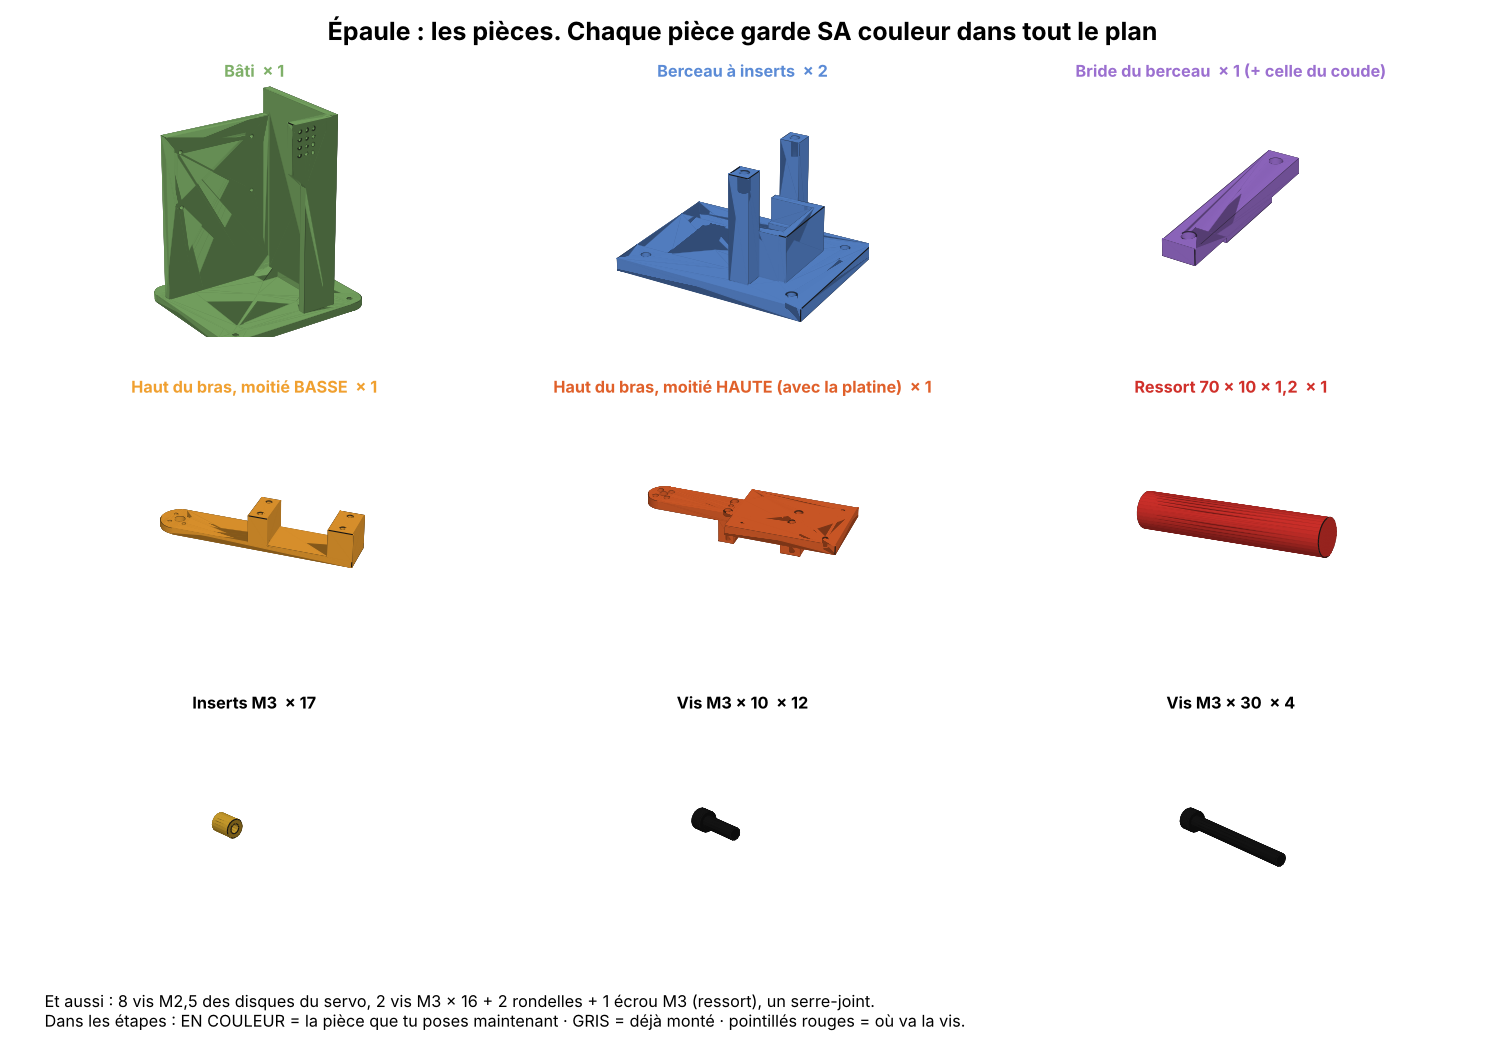 Épaule : les pièces. Chaque pièce garde SA couleur dans tout le plan
Bâti × 1
Berceau à inserts × 2
Bride du berceau × 1 (+ celle du coude)
Haut du bras, moitié BASSE × 1
Haut du bras, moitié HAUTE (avec la platine) × 1
Ressort 70 × 10 × 1,2 × 1
Inserts M3 × 17
Vis M3 × 10 × 12
Vis M3 × 30 × 4
Et aussi : 8 vis M2,5 des disques du servo, 2 vis M3 × 16 + 2 rondelles + 1 écrou M3 (ressort), un serre-joint.
Dans les étapes : EN COULEUR = la pièce que tu poses maintenant · GRIS = déjà monté · pointillés rouges = où va la vis.